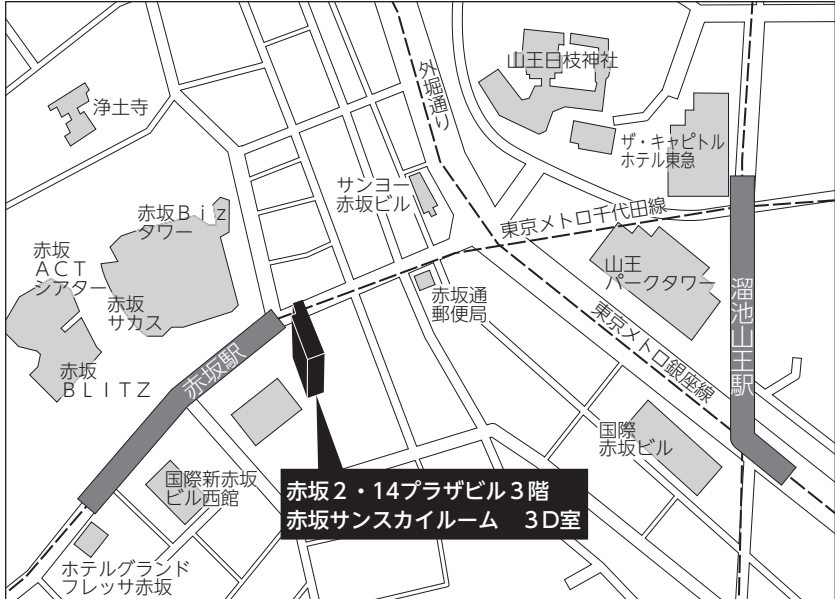 山王日枝神社
外堀通り
浄土寺
ザ・キャピトル
ホテル東急
サンヨー
赤坂ビル
赤坂Ｂｉｚ
タワー
東京メトロ千代田線
赤坂
ＡＣＴ
シアター
山王
パークタワー
赤坂
サカス
赤坂通
郵便局
溜池山王駅
東京メトロ銀座線
赤坂駅
赤坂
ＢＬＩＴＺ
国際
赤坂ビル
国際新赤坂
ビル西館
赤坂２・14プラザビル３階
赤坂サンスカイルーム　３Ｄ室
ホテルグランド
フレッサ赤坂